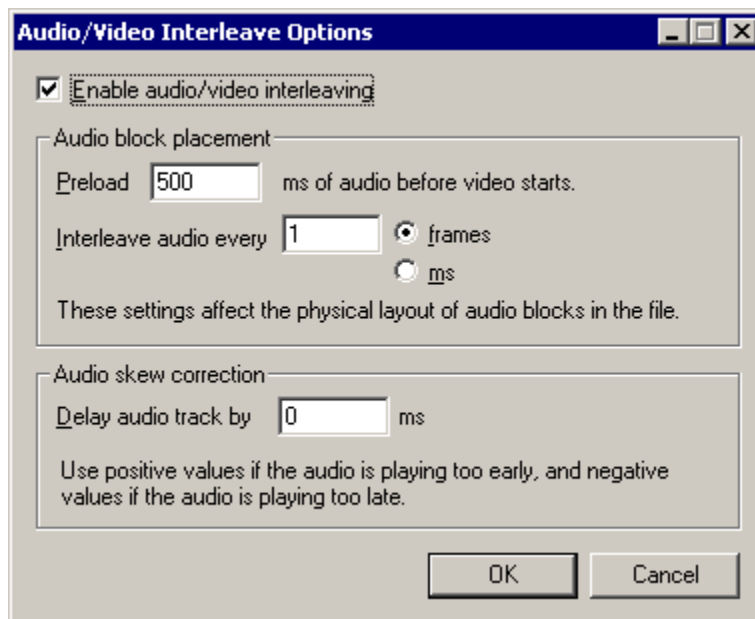 Audio/Video Interleave Options
Enable audio/video interleaving
Audio block placement
Preload 500 ms of audio before video starts.
Interleave audio every 1 frames
ms
These settings affect the physical layout of audio blocks in the file.
Audio skew correction
Delay audio track by 0 ms
Use positive values if the audio is playing too early, and negative
values if the audio is playing too late.
OK Cancel